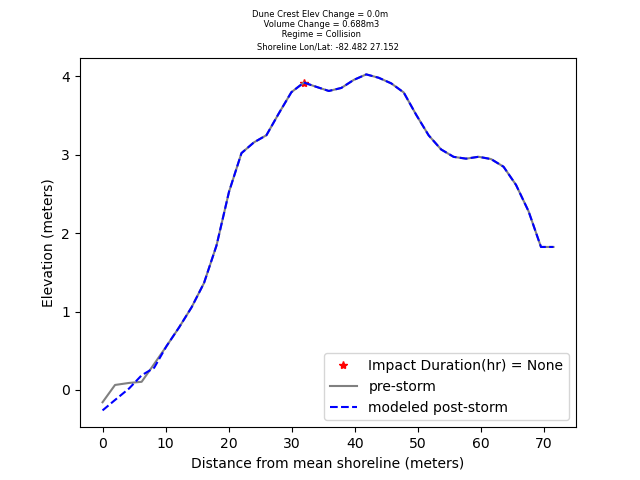 Dune Crest Elev Change = 0.0m
Volume Change = 0.688m3
Regime = Collision
Shoreline Lon/Lat: -82.482 27.152
Elevation (meters)
4
3
2
1
0
Impact Duration(hr) = None
pre-storm
modeled post-storm
0 10 20 30 40 50 60 70
Distance from mean shoreline (meters)